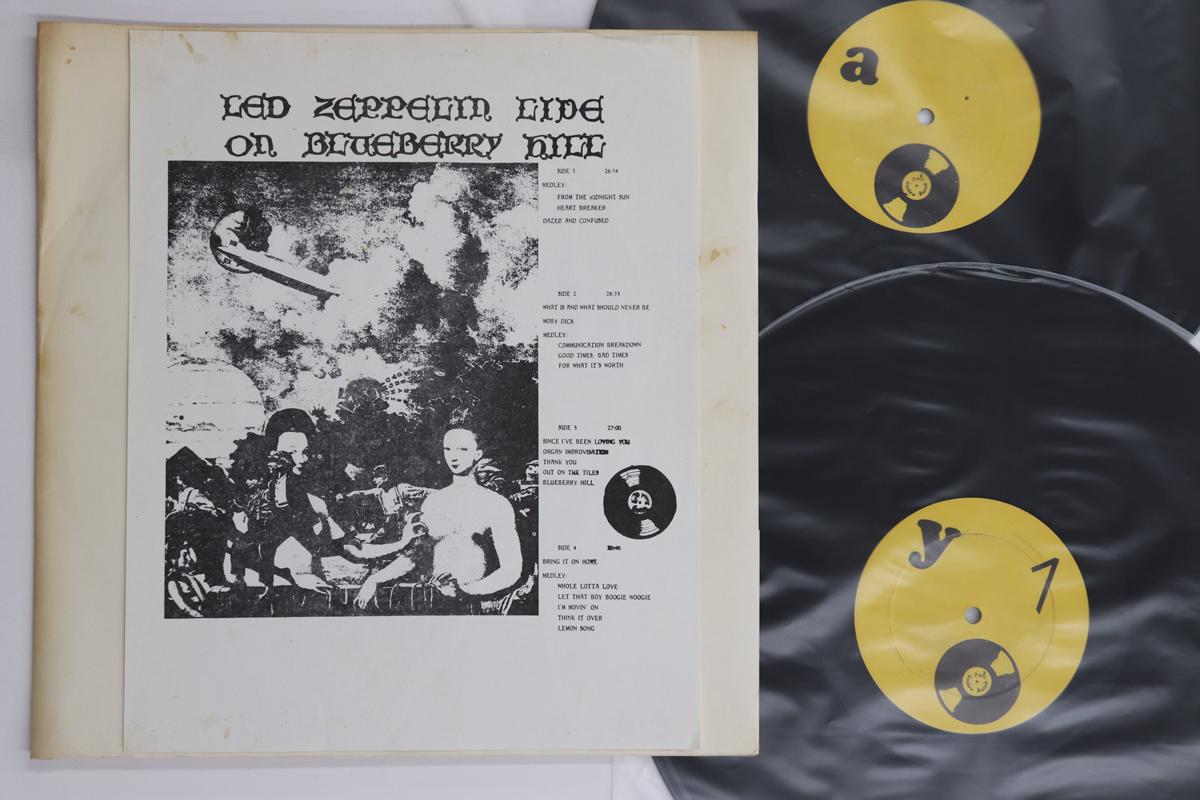 LED ZEPPELIN LIVE
ON BLUEBERRY HILL
SIDE 1 26:14
MEDLEY:
FROM THE MIDNIGHT SUN
HEART BREAKER
DAZED AND CONFUSED
SIDE 2 26:35
WHAT IS AND WHAT SHOULD NEVER BE
MOBY DICK
MEDLEY:
COMMUNICATION BREAKDOWN
GOOD TIMES, BAD TIMES
FOR WHAT IT'S WORTH
SIDE 3 27:00
SINCE I'VE BEEN LOVING YOU
ORGAN IMPROVISATION
THANK YOU
OUT ON THE TILES
BLUEBERRY HILL
SIDE 4
BRING IT ON HOME
MEDLEY:
WHOLE LOTTA LOVE
LET THAT BOY BOOGIE WOOGIE
I'M MOVIN' ON
THINK IT OVER
LEMON SONG
a
y 1